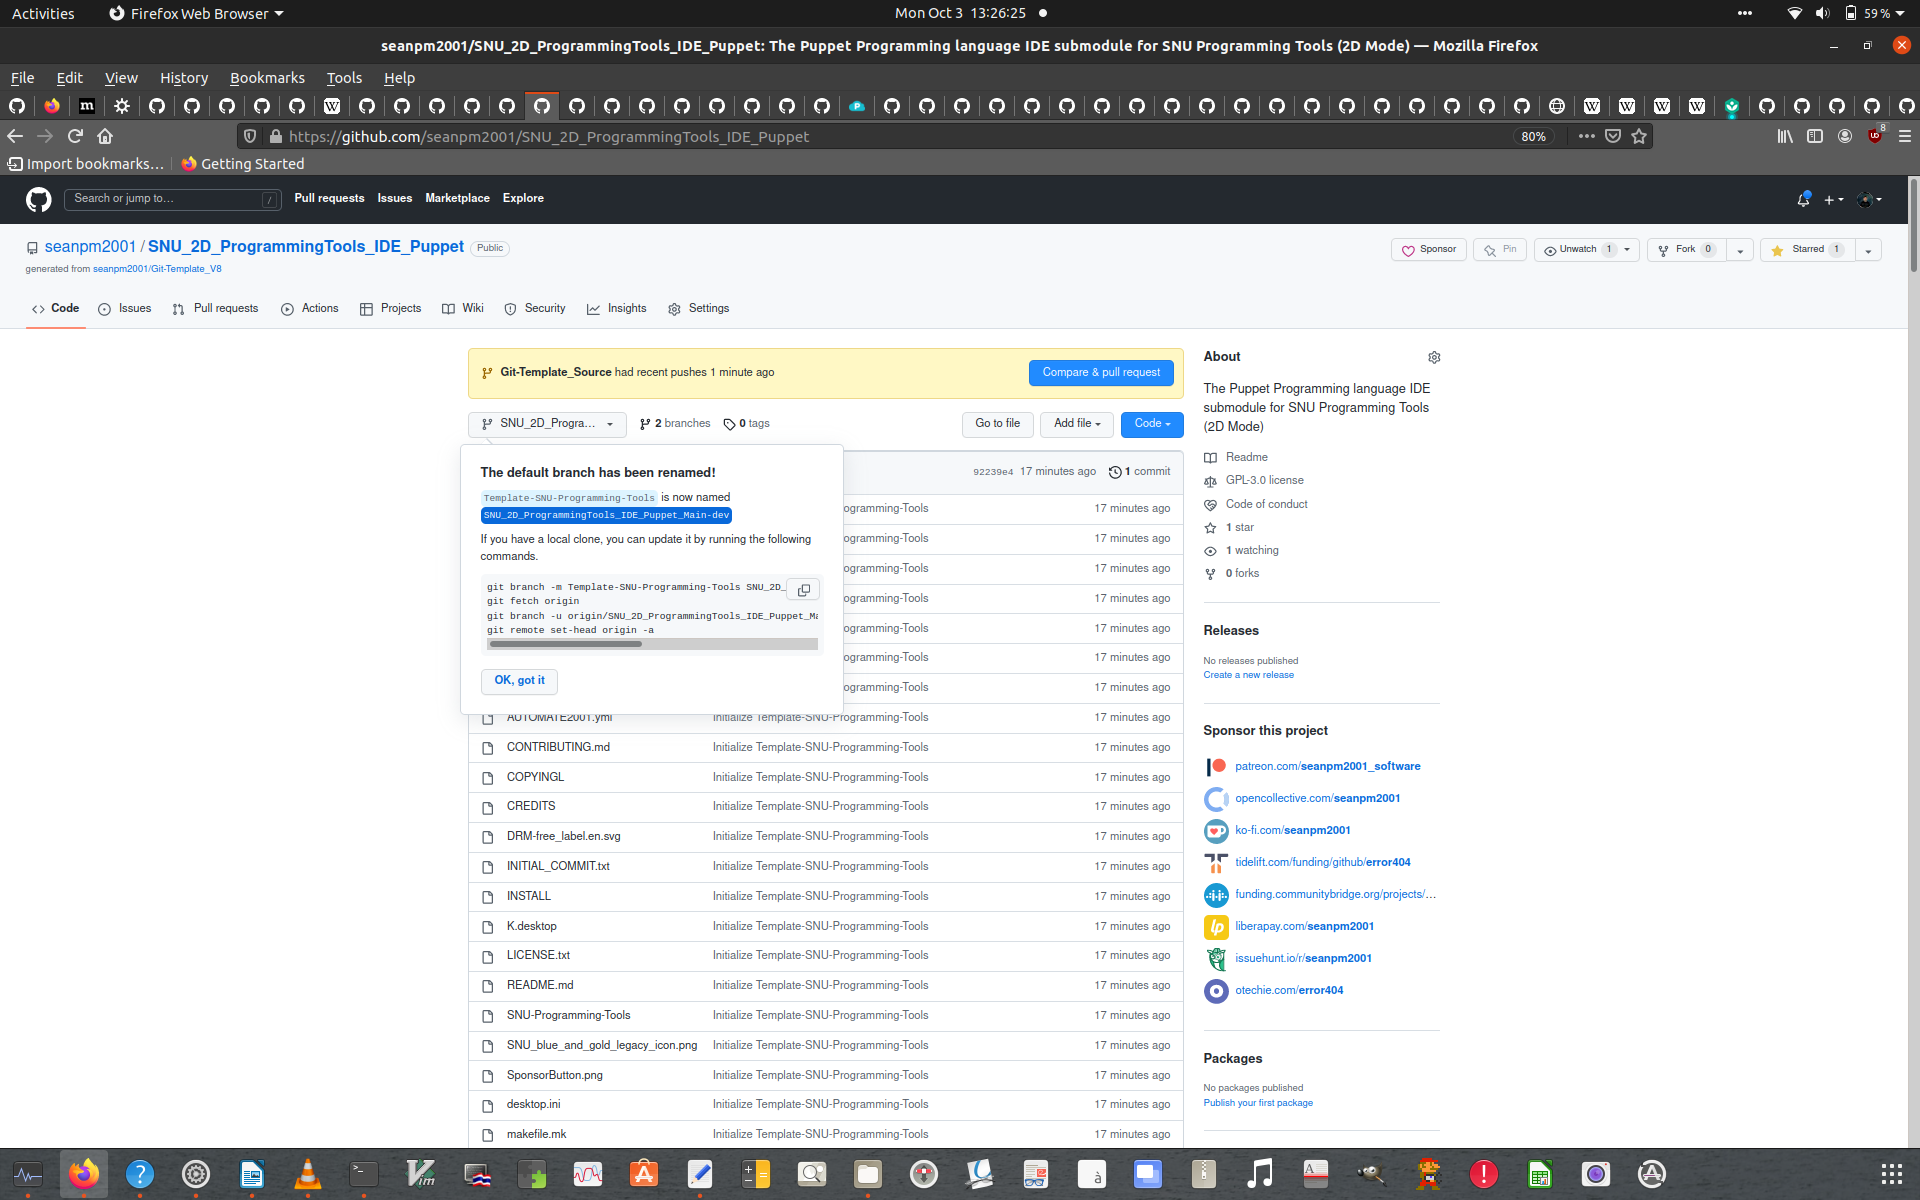 Activities
Firefox Web Browser
Mon Oct 3 13:26:25
59 %
seanpm2001/SNU_2D_ProgrammingTools_IDE_Puppet: The Puppet Programming language IDE submodule for SNU Programming Tools (2D Mode) — Mozilla Firefox
File Edit View History Bookmarks Tools Help
https://github.com/seanpm2001/SNU_2D_ProgrammingTools_IDE_Puppet
80%
8
Import bookmarks…
Getting Started
Search or jump to…
/
Pull requests Issues Marketplace Explore
seanpm2001 / SNU_2D_ProgrammingTools_IDE_Puppet
Public
generated from seanpm2001/Git-Template_V8
Sponsor
Pin
Unwatch 1
Fork 0
Starred 1
Code
Issues
Pull requests
Actions
Projects
Wiki
Security
Insights
Settings
Git-Template_Source had recent pushes 1 minute ago
Compare & pull request
SNU_2D_Progra…
2 branches
0 tags
Go to file
Add file
Code
The default branch has been renamed!
Template-SNU-Programming-Tools is now named
SNU_2D_ProgrammingTools_IDE_Puppet_Main-dev
If you have a local clone, you can update it by running the following
commands.
git branch -m Template-SNU-Programming-Tools SNU_2D_
git fetch origin
git branch -u origin/SNU_2D_ProgrammingTools_IDE_Puppet_Ma
git remote set-head origin -a
OK, got it
92239e4 17 minutes ago
1 commit
ogramming-Tools 17 minutes ago
ogramming-Tools 17 minutes ago
ogramming-Tools 17 minutes ago
ogramming-Tools 17 minutes ago
ogramming-Tools 17 minutes ago
ogramming-Tools 17 minutes ago
ogramming-Tools 17 minutes ago
AUTOMATE2001.yml Initialize Template-SNU-Programming-Tools 17 minutes ago
CONTRIBUTING.md Initialize Template-SNU-Programming-Tools 17 minutes ago
COPYINGL Initialize Template-SNU-Programming-Tools 17 minutes ago
CREDITS Initialize Template-SNU-Programming-Tools 17 minutes ago
DRM-free_label.en.svg Initialize Template-SNU-Programming-Tools 17 minutes ago
INITIAL_COMMIT.txt Initialize Template-SNU-Programming-Tools 17 minutes ago
INSTALL Initialize Template-SNU-Programming-Tools 17 minutes ago
K.desktop Initialize Template-SNU-Programming-Tools 17 minutes ago
LICENSE.txt Initialize Template-SNU-Programming-Tools 17 minutes ago
README.md Initialize Template-SNU-Programming-Tools 17 minutes ago
SNU-Programming-Tools Initialize Template-SNU-Programming-Tools 17 minutes ago
SNU_blue_and_gold_legacy_icon.png Initialize Template-SNU-Programming-Tools 17 minutes ago
SponsorButton.png Initialize Template-SNU-Programming-Tools 17 minutes ago
desktop.ini Initialize Template-SNU-Programming-Tools 17 minutes ago
makefile.mk Initialize Template-SNU-Programming-Tools 17 minutes ago
About
The Puppet Programming language IDE
submodule for SNU Programming Tools
(2D Mode)
Readme
GPL-3.0 license
Code of conduct
1 star
1 watching
0 forks
Releases
No releases published
Create a new release
Sponsor this project
patreon.com/seanpm2001_software
opencollective.com/seanpm2001
ko-fi.com/seanpm2001
tidelift.com/funding/github/error404
funding.communitybridge.org/projects/…
liberapay.com/seanpm2001
issuehunt.io/r/seanpm2001
otechie.com/error404
Packages
No packages published
Publish your first package